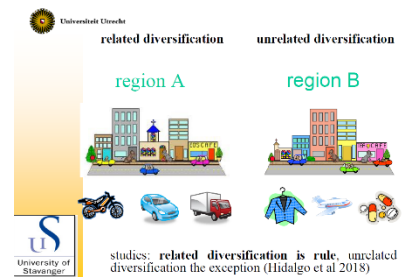 Universiteit Utrecht
related diversification
unrelated diversification
region A
region B
uS
University of
Stavanger
studies: related diversification is rule, unrelated
diversification the exception (Hidalgo et al 2018)